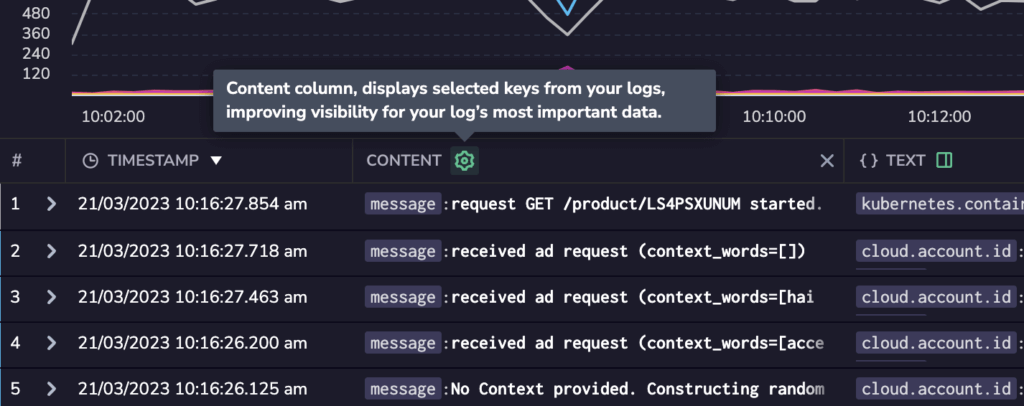 480
360
240
120
Content column, displays selected keys from your logs,
improving visibility for your log's most important data.
10:02:00
10:10:00
10:12:00
# TIMESTAMP CONTENT { } TEXT
1 21/03/2023 10:16:27.854 am message:request GET /product/LS4PSXUNUM started. kubernetes.contain
2 21/03/2023 10:16:27.718 am message:received ad request (context_words=[]) cloud.account.id:
3 21/03/2023 10:16:27.463 am message:received ad request (context_words=[hai cloud.account.id:
4 21/03/2023 10:16:26.200 am message:received ad request (context_words=[acce cloud.account.id:
5 21/03/2023 10:16:26.125 am message:No Context provided. Constructing random cloud.account.id: